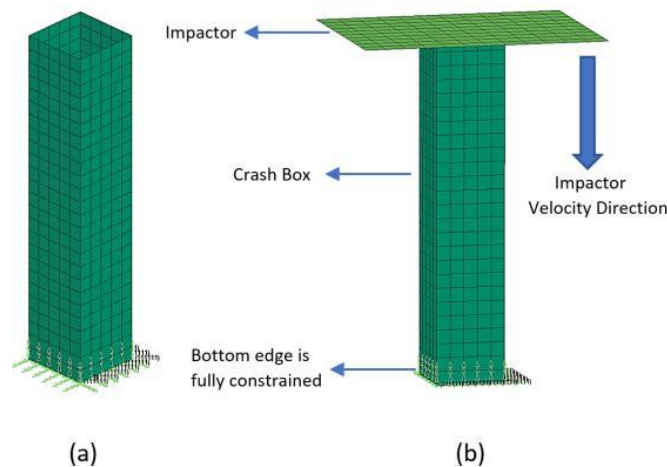 Impactor
Crash Box
Impactor
Velocity Direction
Bottom edge is
fully constrained
(a)
(b)